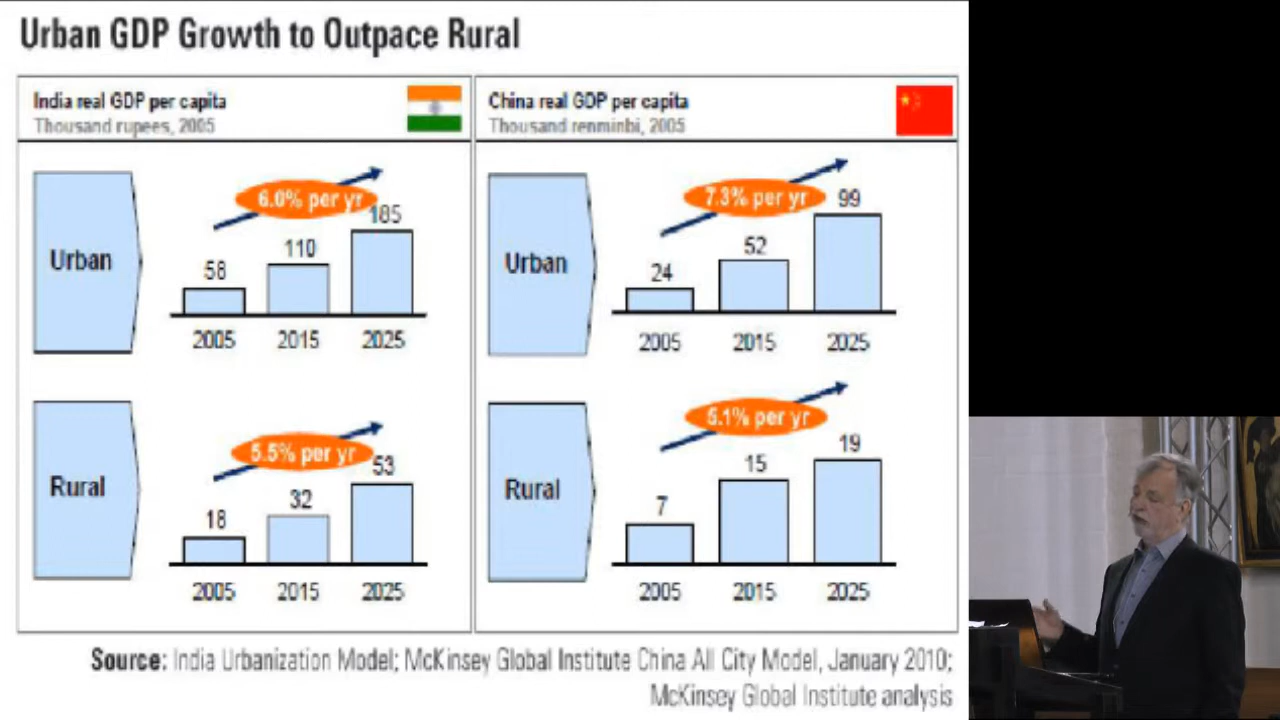 Urban GDP Growth to Outpace Rural
India real GDP per capita
Thousand rupees, 2005
Urban
6.0% per yr
58
110
185
2005 2015 2025
Rural
5.5% per yr
18
32
53
2005 2015 2025
China real GDP per capita
Thousand renminbi, 2005
Urban
7.3% per yr
24
52
99
2005 2015 2025
Rural
5.1% per yr
7
15
19
2005 2015 2025
Source: India Urbanization Model; McKinsey Global Institute China All City Model, January 2010;
McKinsey Global Institute analysis